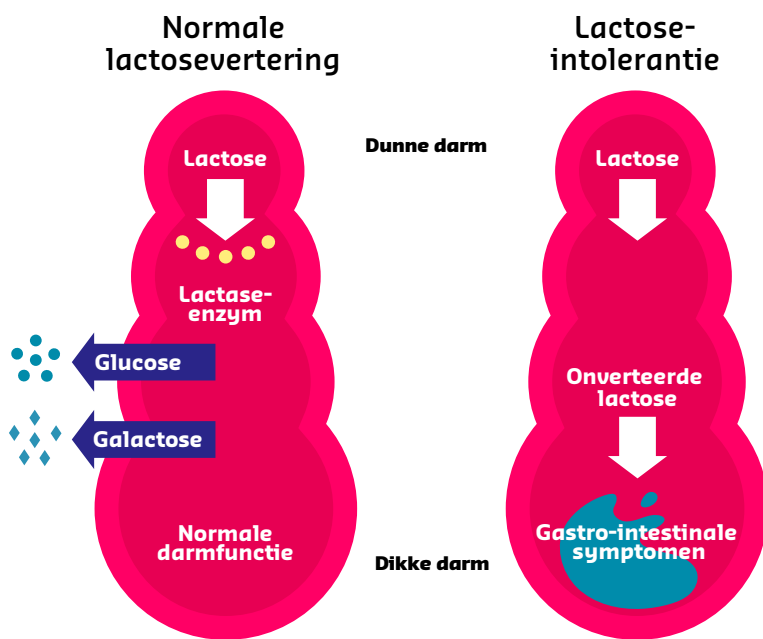 Normale
lactosevertering
Lactose
Lactase-
enzym
Glucose
Galactose
Normale
darmfunctie
Dunne darm
Dikke darm
Lactose-
intolerantie
Lactose
Onverteerde
lactose
Gastro-intestinale
symptomen